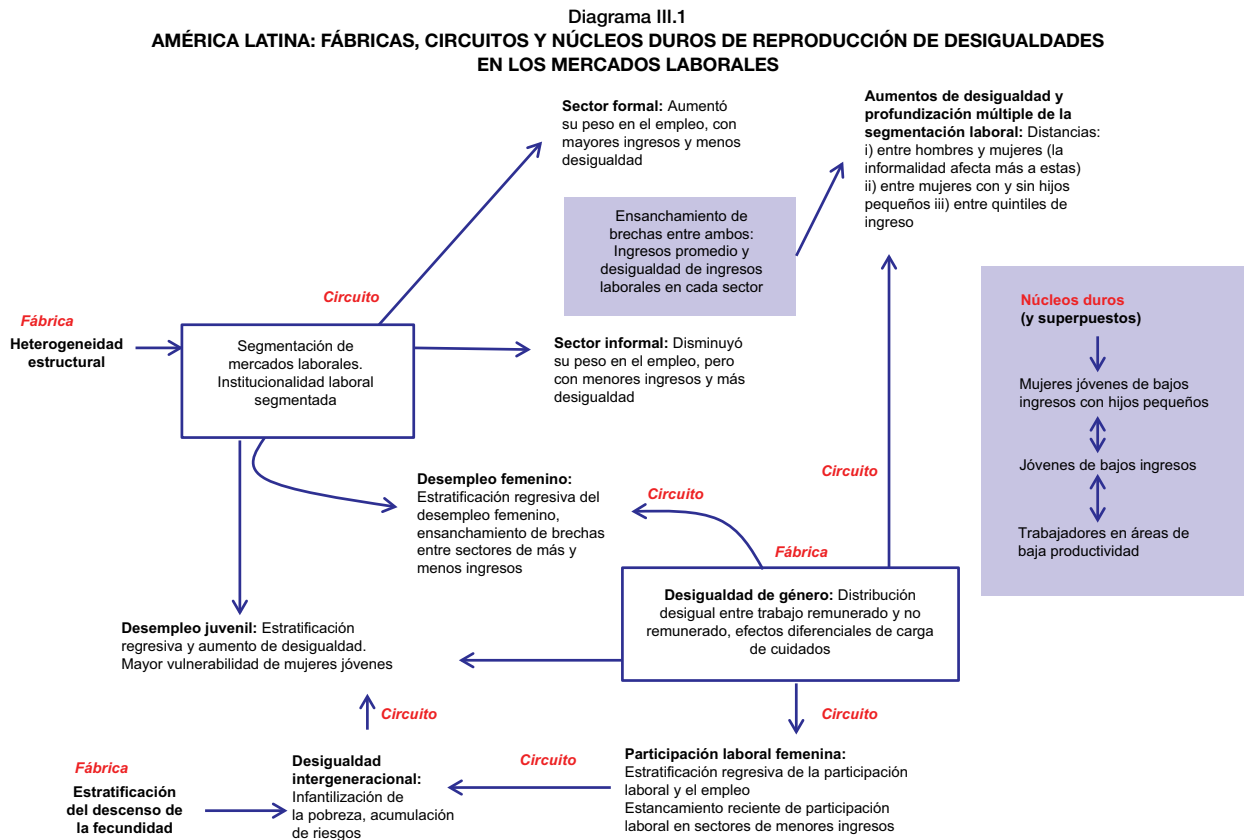 Diagrama III.1
AMÉRICA LATINA: FÁBRICAS, CIRCUITOS Y NÚCLEOS DUROS DE REPRODUCCIÓN DE DESIGUALDADES
EN LOS MERCADOS LABORALES
Sector formal: Aumentó
su peso en el empleo, con
mayores ingresos y menos
desigualdad
Aumentos de desigualdad y
profundización múltiple de la
segmentación laboral: Distancias:
i) entre hombres y mujeres (la
informalidad afecta más a estas)
ii) entre mujeres con y sin hijos
pequeños iii) entre quintiles de
ingreso
Ensanchamiento de
brechas entre ambos:
Ingresos promedio y
desigualdad de ingresos
laborales en cada sector
Circuito
Fábrica
Heterogeneidad
estructural
Segmentación de
mercados laborales.
Institucionalidad laboral
segmentada
Sector informal: Disminuyó
su peso en el empleo, pero
con menores ingresos y más
desigualdad
Núcleos duros
(y superpuestos)
Mujeres jóvenes de bajos
ingresos con hijos pequeños
Jóvenes de bajos ingresos
Trabajadores en áreas de
baja productividad
Circuito
Desempleo femenino:
Estratificación regresiva del
desempleo femenino,
ensanchamiento de brechas
entre sectores de más y
menos ingresos
Circuito
Fábrica
Desigualdad de género: Distribución
desigual entre trabajo remunerado y no
remunerado, efectos diferenciales de carga
de cuidados
Desempleo juvenil: Estratificación
regresiva y aumento de desigualdad.
Mayor vulnerabilidad de mujeres jóvenes
Circuito
Circuito
Fábrica
Estratificación
del descenso de
la fecundidad
Desigualdad
intergeneracional:
Infantilización de
la pobreza, acumulación
de riesgos
Circuito
Participación laboral femenina:
Estratificación regresiva de la participación
laboral y el empleo
Estancamiento reciente de participación
laboral en sectores de menores ingresos